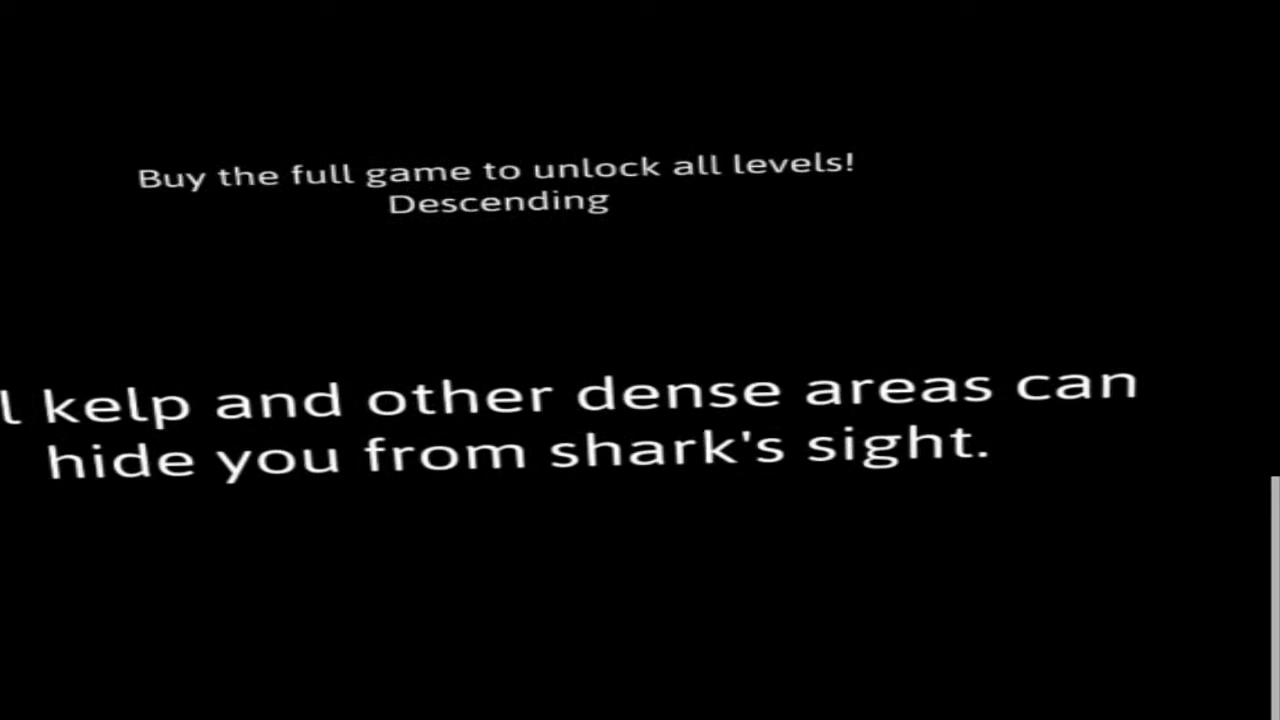 Buy the full game to unlock all levels!
Descending
kelp and other dense areas can
hide you from shark's sight.